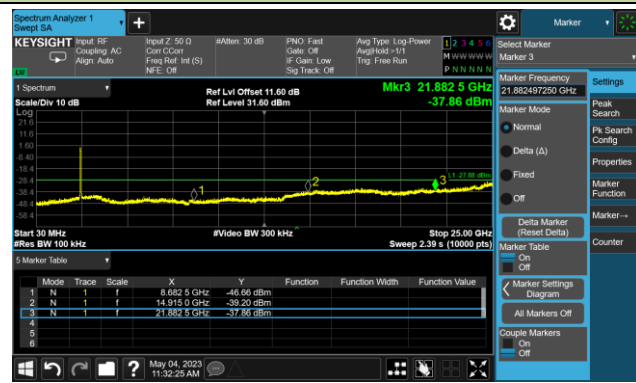 Spectrum Analyzer 1
Swept SA
Marker
KEYSIGHT Input: RF Input Z: 50 Ω #Atten: 30 dB PNO: Fast Avg Type: Log-Power 1 2 3 4 5 6
Coupling: AC Corr CCorr Gate: Off Avg|Hold >1/1 M W W W W W
Align: Auto Freq Ref: Int (S) IF Gain: Low Trig: Free Run
NFE: Off Sig Track: Off P N N N N N
Select Marker
Marker 3
Marker Frequency
21.882497250 GHz
Settings
1 Spectrum
Ref Lvl Offset 11.60 dB
Mkr3 21.882 5 GHz
Scale/Div 10 dB
Ref Level 31.60 dBm
-37.86 dBm
Log
21.6
11.6
1.60
-8.40
-18.4
-28.4
-38.4
-48.4
-58.4
L1 -27.88 dBm
1
2
3
Start 30 MHz #Video BW 300 kHz Stop 25.00 GHz
#Res BW 100 kHz Sweep 2.39 s (10000 pts)
Marker Mode
Normal
Delta (Δ)
Fixed
Off
Delta Marker
(Reset Delta)
Marker Table
On
Off
Marker Settings
Diagram
All Markers Off
Couple Markers
On
Off
Peak
Search
Pk Search
Config
Properties
Marker
Function
Marker→
Counter
5 Marker Table
Mode Trace Scale X Y Function Function Width Function Value
1 N 1 f 8.682 5 GHz -46.66 dBm
2 N 1 f 14.915 0 GHz -39.20 dBm
3 N 1 f 21.882 5 GHz -37.86 dBm
4
5
6
?
May 04, 2023
11:32:25 AM